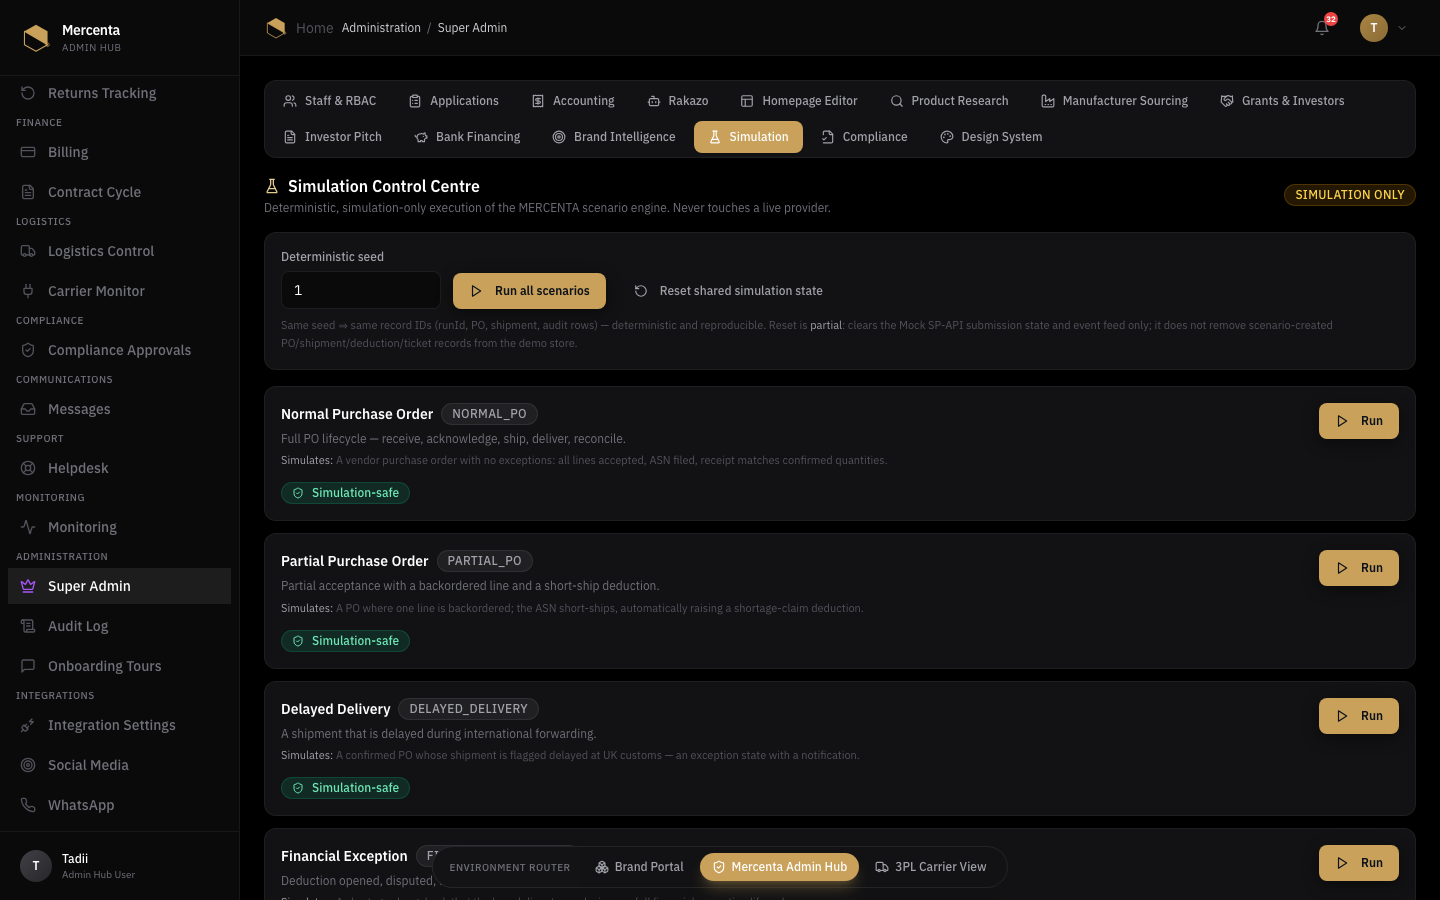 Mercenta
ADMIN HUB
Returns Tracking
FINANCE
Billing
Contract Cycle
LOGISTICS
Logistics Control
Carrier Monitor
COMPLIANCE
Compliance Approvals
COMMUNICATIONS
Messages
SUPPORT
Helpdesk
MONITORING
Monitoring
ADMINISTRATION
Super Admin
Audit Log
Onboarding Tours
INTEGRATIONS
Integration Settings
Social Media
WhatsApp
T
Tadii
Admin Hub User
Home Administration / Super Admin
32
T
Staff & RBAC Applications Accounting Rakazo Homepage Editor Product Research Manufacturer Sourcing Grants & Investors
Investor Pitch Bank Financing Brand Intelligence Simulation Compliance Design System
Simulation Control Centre
Deterministic, simulation-only execution of the MERCENTA scenario engine. Never touches a live provider.
SIMULATION ONLY
Deterministic seed
1 Run all scenarios Reset shared simulation state
Same seed ⇒ same record IDs (runId, PO, shipment, audit rows) — deterministic and reproducible. Reset is partial: clears the Mock SP-API submission state and event feed only; it does not remove scenario-created
PO/shipment/deduction/ticket records from the demo store.
Normal Purchase Order NORMAL_PO
Run
Full PO lifecycle — receive, acknowledge, ship, deliver, reconcile.
Simulates: A vendor purchase order with no exceptions: all lines accepted, ASN filed, receipt matches confirmed quantities.
Simulation-safe
Partial Purchase Order PARTIAL_PO
Run
Partial acceptance with a backordered line and a short-ship deduction.
Simulates: A PO where one line is backordered; the ASN short-ships, automatically raising a shortage-claim deduction.
Simulation-safe
Delayed Delivery DELAYED_DELIVERY
Run
A shipment that is delayed during international forwarding.
Simulates: A confirmed PO whose shipment is flagged delayed at UK customs — an exception state with a notification.
Simulation-safe
Financial Exception
Run
Deduction opened, disputed,
ENVIRONMENT ROUTER Brand Portal Mercenta Admin Hub 3PL Carrier View